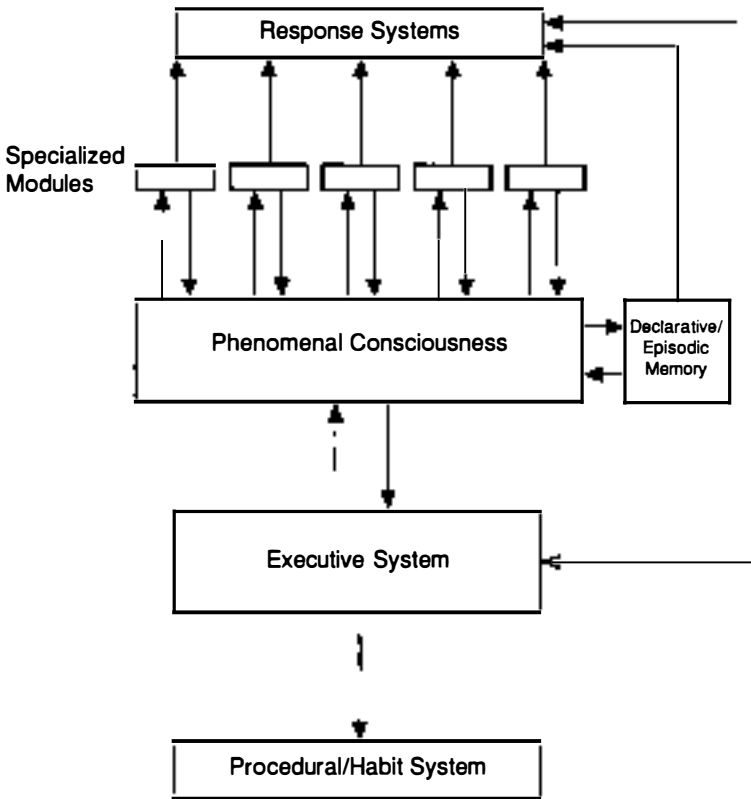 Response Systems
Specialized
Modules
Phenomenal Consciousness
Declarative/
Episodic
Memory
Executive System
Procedural/Habit System